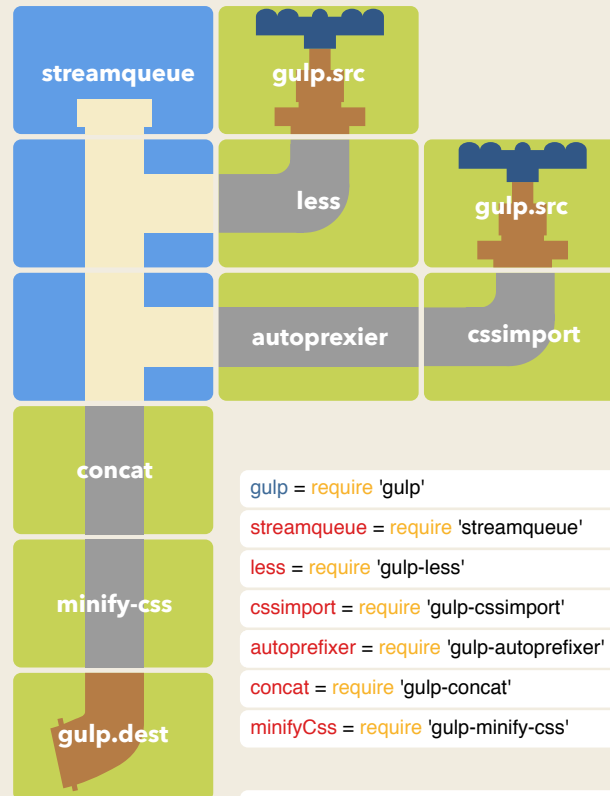 streamqueue
gulp.src
less
gulp.src
autoprexier
cssimport
concat
minify-css
gulp.dest
gulp = require 'gulp'
streamqueue = require 'streamqueue'
less = require 'gulp-less'
cssimport = require 'gulp-cssimport'
autoprefixer = require 'gulp-autoprefixer'
concat = require 'gulp-concat'
minifyCss = require 'gulp-minify-css'